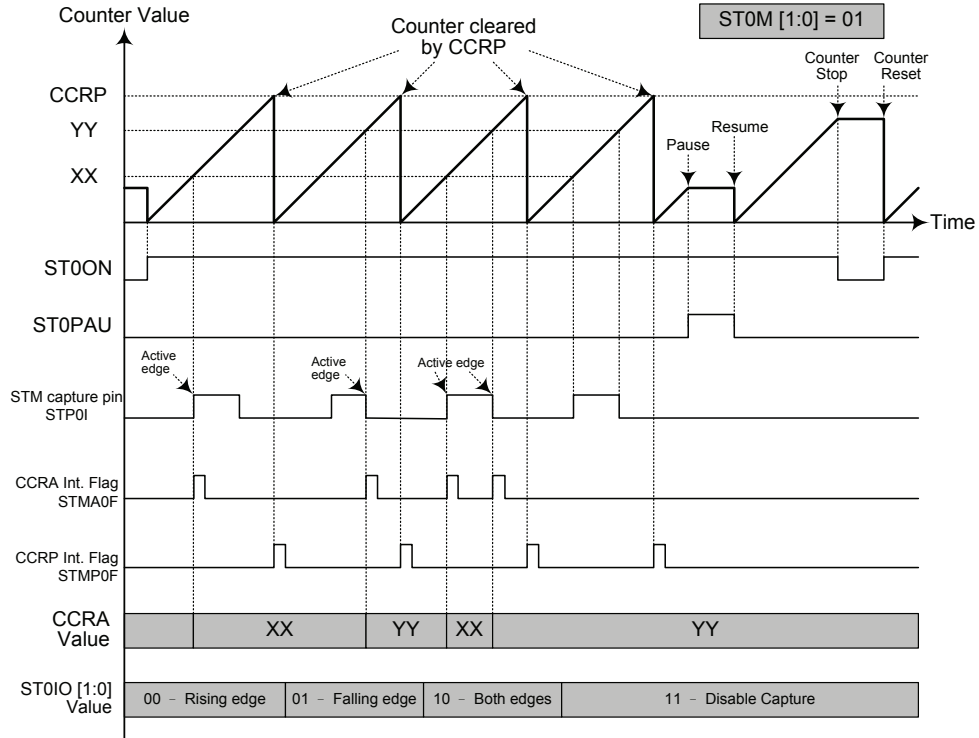 Counter Value
Counter cleared
by CCRP
ST0M [1:0] = 01
Counter
Stop
Counter
Reset
CCRP
YY
XX
Pause
Resume
Time
ST0ON
ST0PAU
Active
edge
Active
edge
Active edge
STM capture pin
STP0I
CCRA Int. Flag
STMA0F
CCRP Int. Flag
STMP0F
CCRA
Value
XX
YY
XX
YY
ST0IO [1:0]
Value
00 - Rising edge
01 - Falling edge
10 - Both edges
11 - Disable Capture